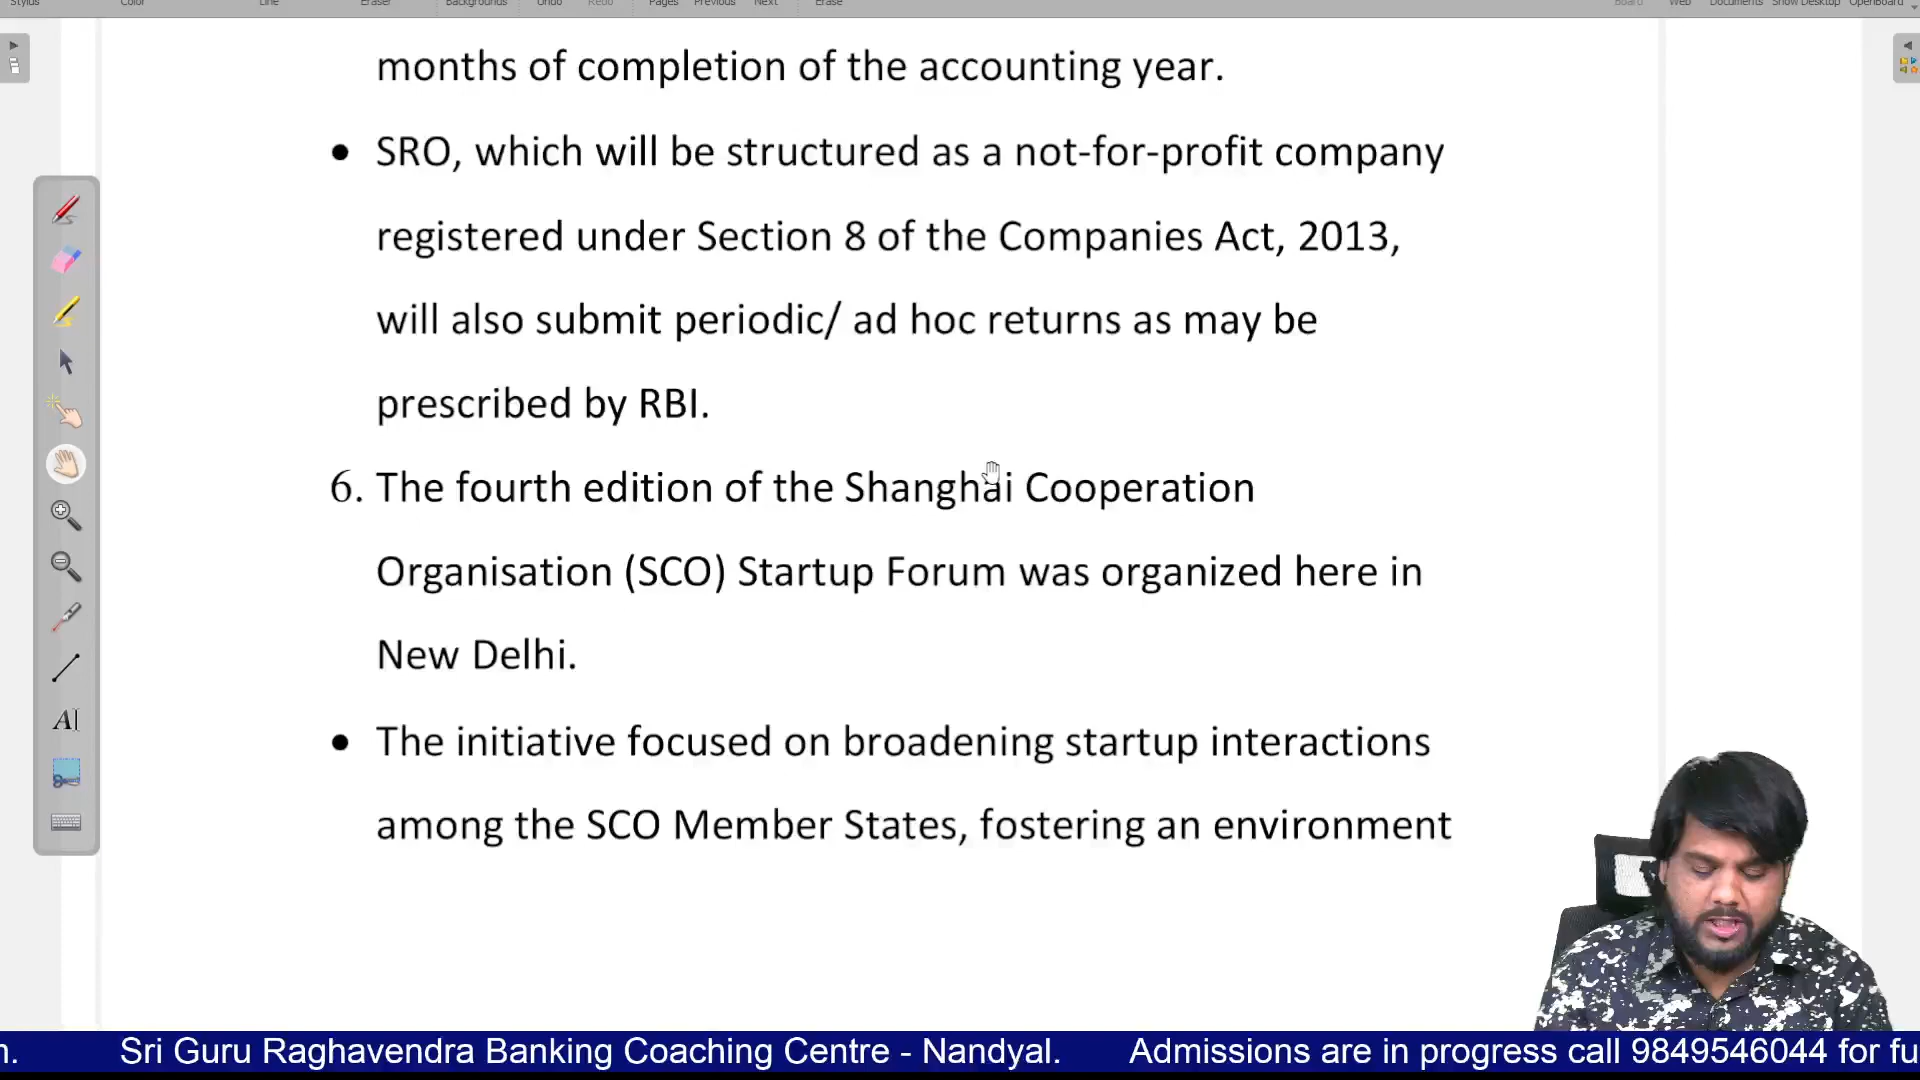 Stylus Color Line Eraser Backgrounds Undo Redo Pages Previous Next Erase Board Web Documents Show Desktop OpenBoard
months of completion of the accounting year.
• SRO, which will be structured as a not-for-profit company
registered under Section 8 of the Companies Act, 2013,
will also submit periodic/ ad hoc returns as may be
prescribed by RBI.
6. The fourth edition of the Shanghai Cooperation
Organisation (SCO) Startup Forum was organized here in
New Delhi.
• The initiative focused on broadening startup interactions
among the SCO Member States, fostering an environment
Sri Guru Raghavendra Banking Coaching Centre - Nandyal. Admissions are in progress call 9849546044 for fu